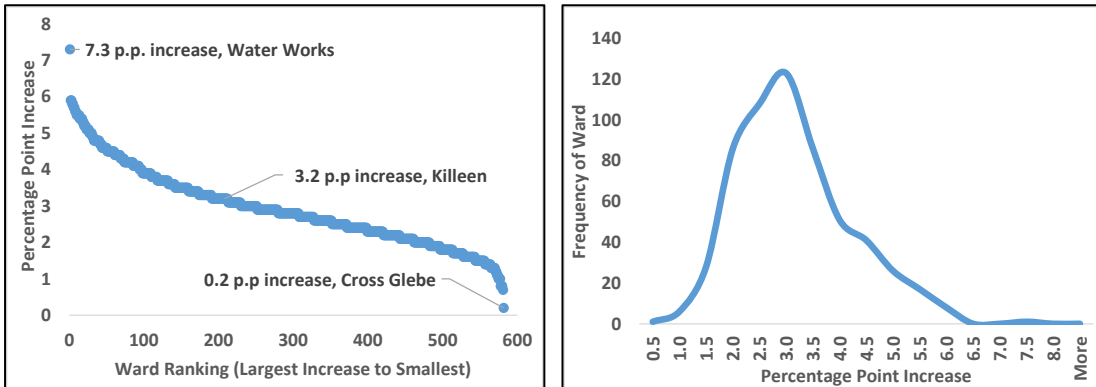 Percentage Point Increase
8
7
6
5
4
3
2
1
0
7.3 p.p. increase, Water Works
3.2 p.p increase, Killeen
0.2 p.p increase, Cross Glebe
0 100 200 300 400 500 600
Ward Ranking (Largest Increase to Smallest)
Frequency of Ward
140
120
100
80
60
40
20
0
0.5 1.0 1.5 2.0 2.5 3.0 3.5 4.0 4.5 5.0 5.5 6.0 6.5 7.0 7.5 8.0 More
Percentage Point Increase